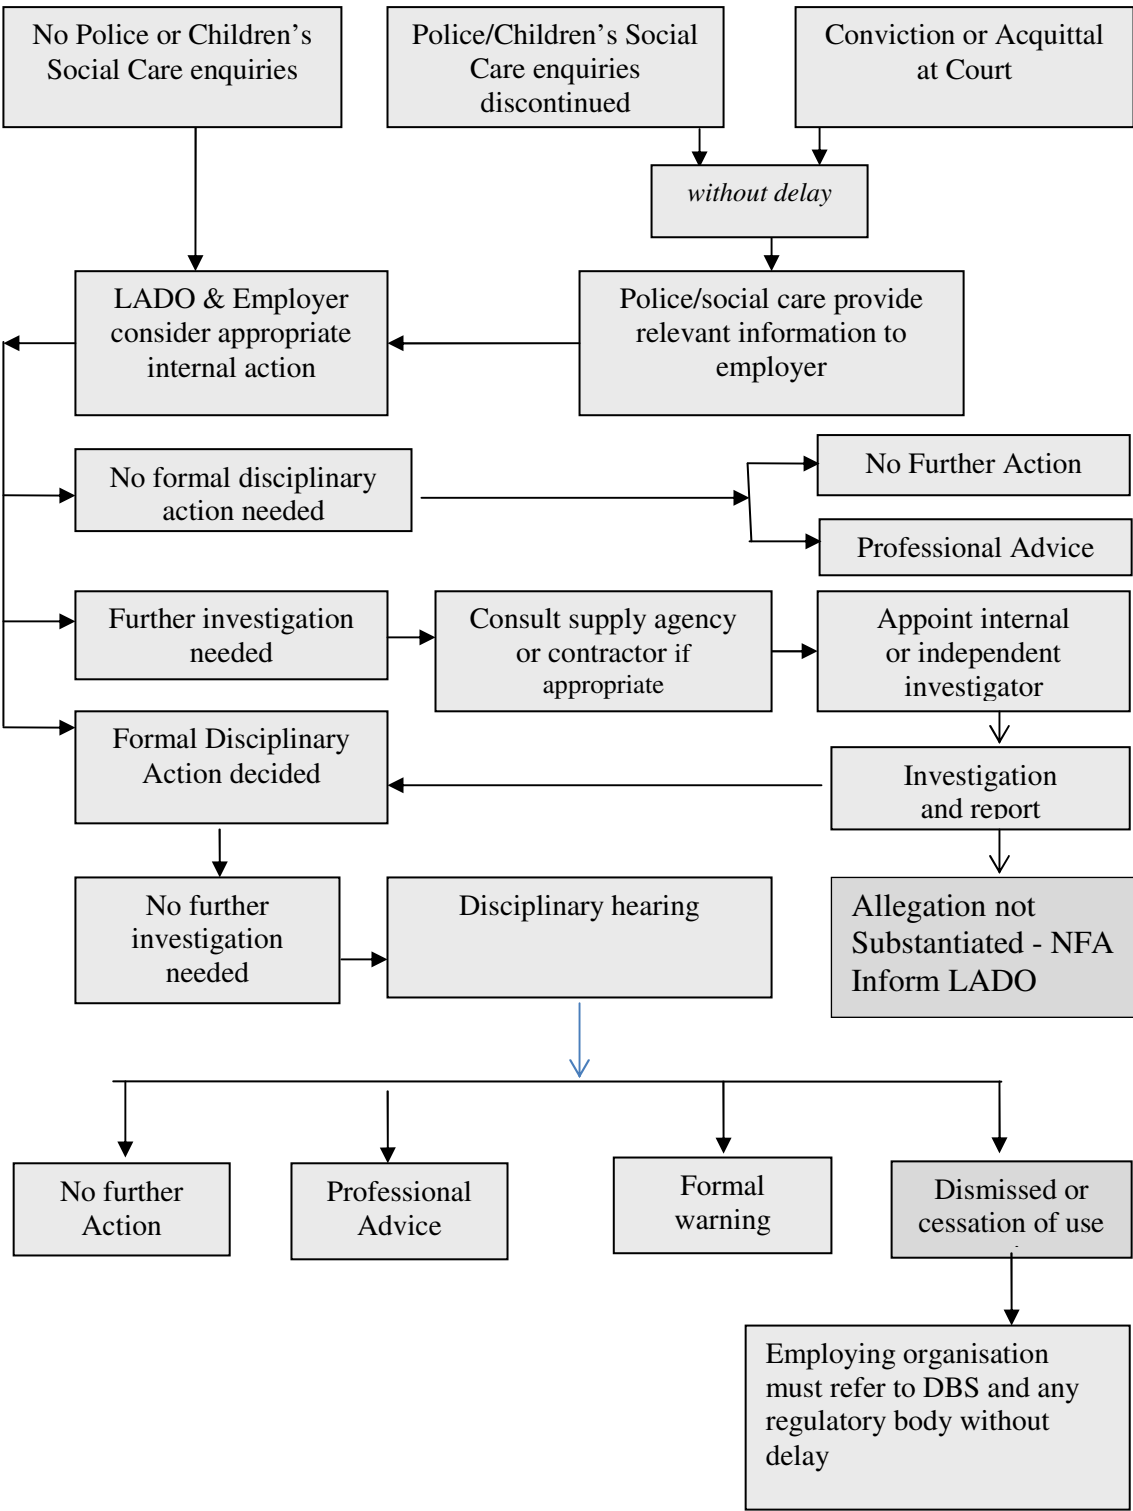 No Police or Children's
Social Care enquiries
Police/Children's Social
Care enquiries
discontinued
Conviction or Acquittal
at Court
without delay
LADO & Employer
consider appropriate
internal action
Police/social care provide
relevant information to
employer
No formal disciplinary
action needed
No Further Action
Professional Advice
Further investigation
needed
Consult supply agency
or contractor if
appropriate
Appoint internal
or independent
investigator
Formal Disciplinary
Action decided
Investigation
and report
No further
investigation
needed
Disciplinary hearing
Allegation not
Substantiated - NFA
Inform LADO
No further
Action
Professional
Advice
Formal
warning
Dismissed or
cessation of use
Employing organisation
must refer to DBS and any
regulatory body without
delay